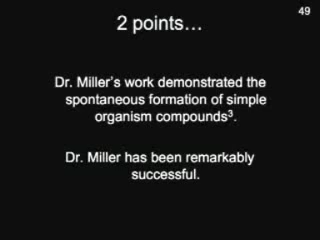 49
2 points…
Dr. Miller's work demonstrated the
spontaneous formation of simple
organism compounds³.
Dr. Miller has been remarkably
successful.